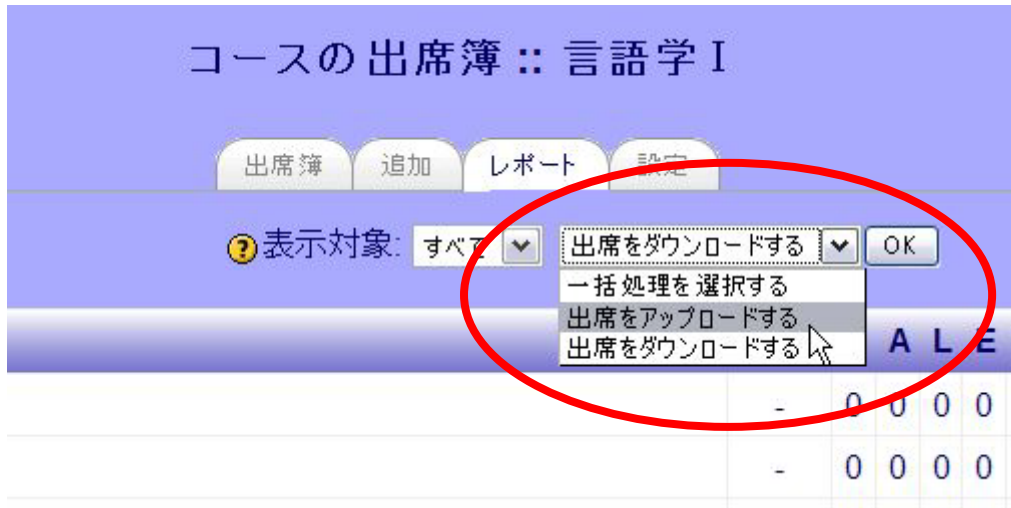 コースの出席簿 :: 言語学 I
出席簿 追加 レポート 設定
?表示対象: すべて 出席をダウンロードする OK
一括処理を選択する
出席をアップロードする
出席をダウンロードする
A L E
- 0 0 0 0
- 0 0 0 0